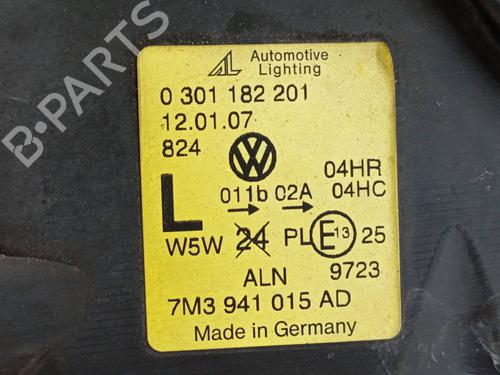 AL Automotive
Lighting
0 301 182 201
12.01.07
824
VW
04HR
L 011b 02A 04HC
W5W 24 PL E13 25
ALN 9723
7M3 941 015 AD
Made in Germany
B-PARTS